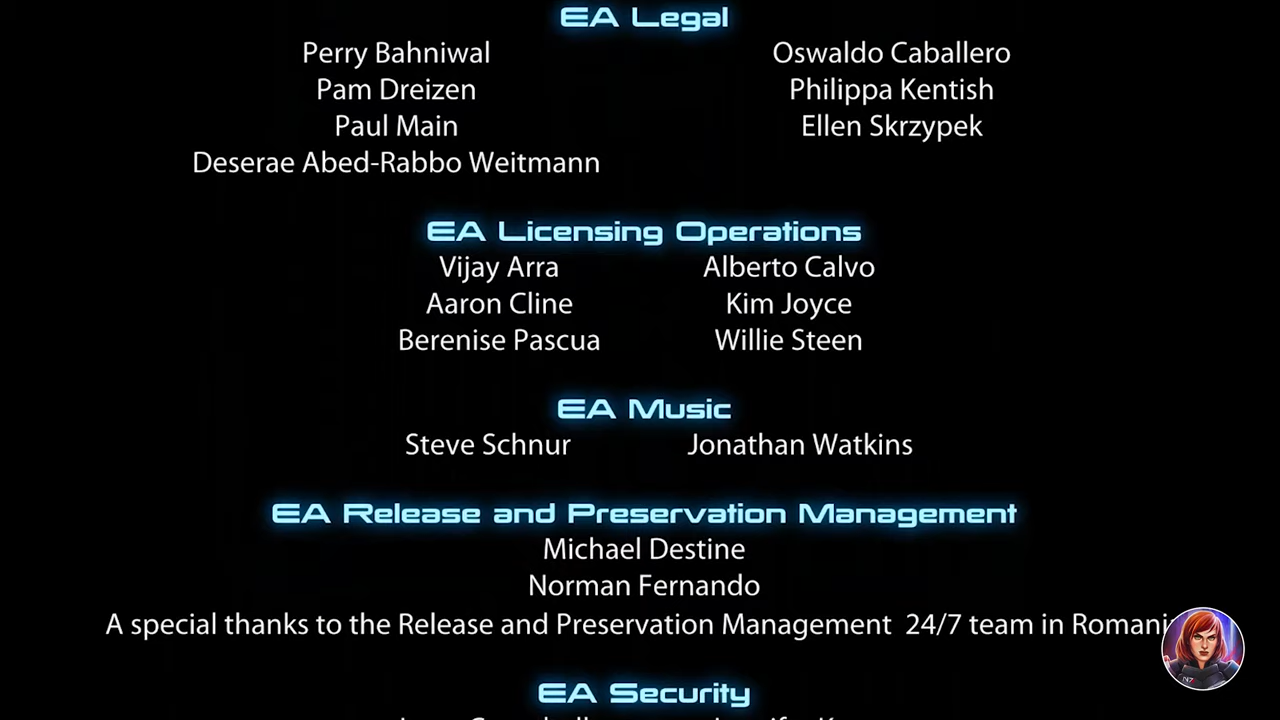 EA Legal
Perry Bahniwal Oswaldo Caballero
Pam Dreizen Philippa Kentish
Paul Main Ellen Skrzypek
Deserae Abed-Rabbo Weitmann
EA Licensing Operations
Vijay Arra Alberto Calvo
Aaron Cline Kim Joyce
Berenise Pascua Willie Steen
EA Music
Steve Schnur Jonathan Watkins
EA Release and Preservation Management
Michael Destine
Norman Fernando
A special thanks to the Release and Preservation Management 24/7 team in Romania
EA Security
N7